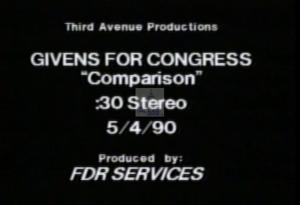 Third Avenue Productions
GIVENS FOR CONGRESS
"Comparison"
:30 Stereo
5/4/90
Produced by:
FDR SERVICES